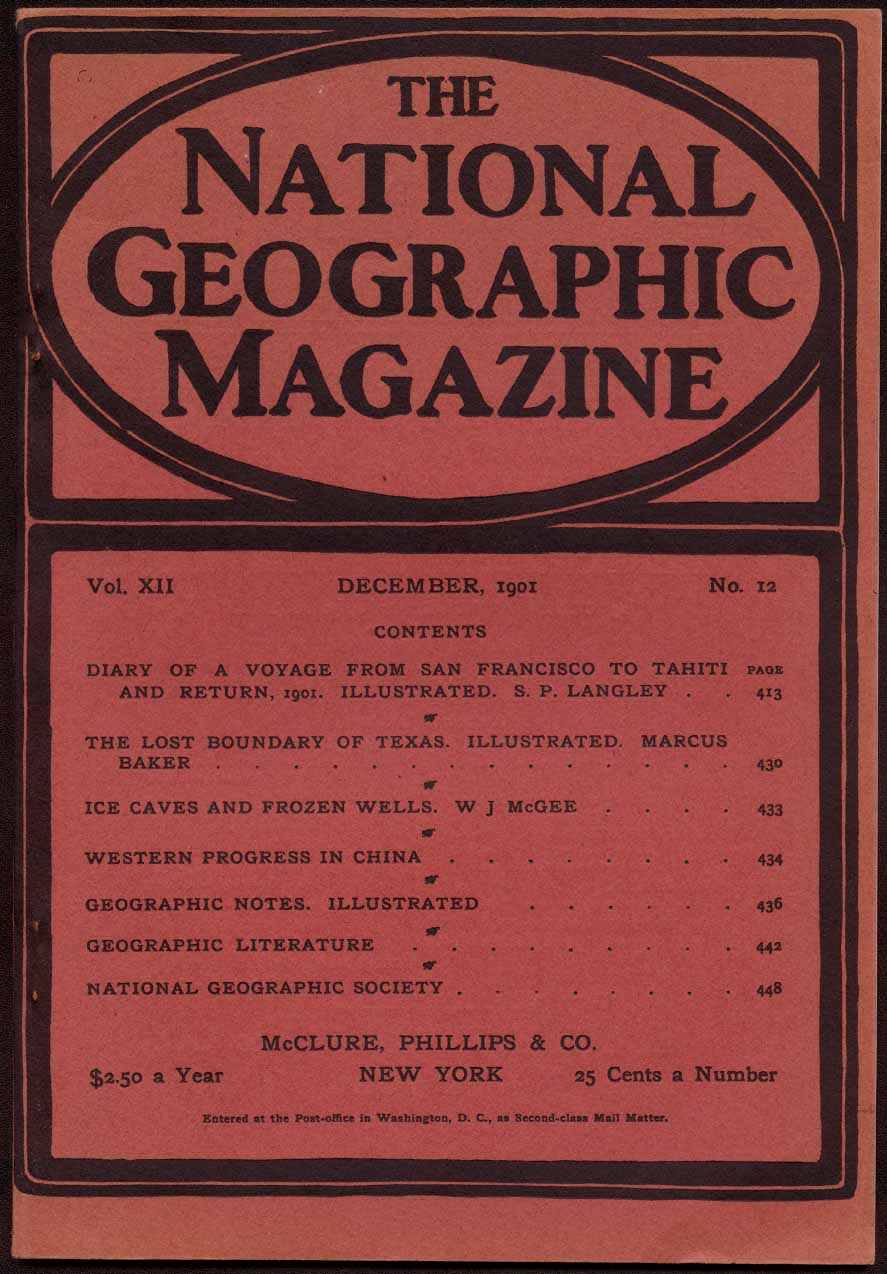 THE
NATIONAL
GEOGRAPHIC
MAGAZINE
Vol. XII DECEMBER, 1901 No. 12
CONTENTS
DIARY OF A VOYAGE FROM SAN FRANCISCO TO TAHITI PAGE
AND RETURN, 1901. ILLUSTRATED. S. P. LANGLEY . . 413
THE LOST BOUNDARY OF TEXAS. ILLUSTRATED. MARCUS
BAKER . . . . . . . . . . . . . . 430
ICE CAVES AND FROZEN WELLS. W J McGEE . . . . 433
WESTERN PROGRESS IN CHINA . . . . . . . 434
GEOGRAPHIC NOTES. ILLUSTRATED . . . . . . 436
GEOGRAPHIC LITERATURE . . . . . . . . . 442
NATIONAL GEOGRAPHIC SOCIETY . . . . . . . . 448
McCLURE, PHILLIPS & CO.
$2.50 a Year NEW YORK 25 Cents a Number
Entered at the Post-office in Washington, D. C., as Second-class Mail Matter.